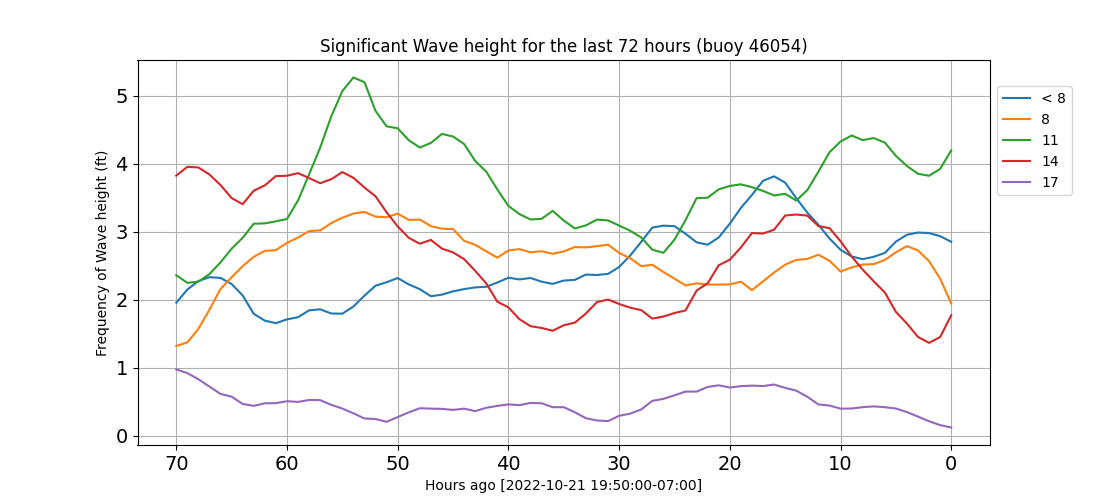 Significant Wave height for the last 72 hours (buoy 46054)
Frequency of Wave height (ft)
5
4
3
2
1
0
70 60 50 40 30 20 10 0
Hours ago [2022-10-21 19:50:00-07:00]
< 8
8
11
14
17